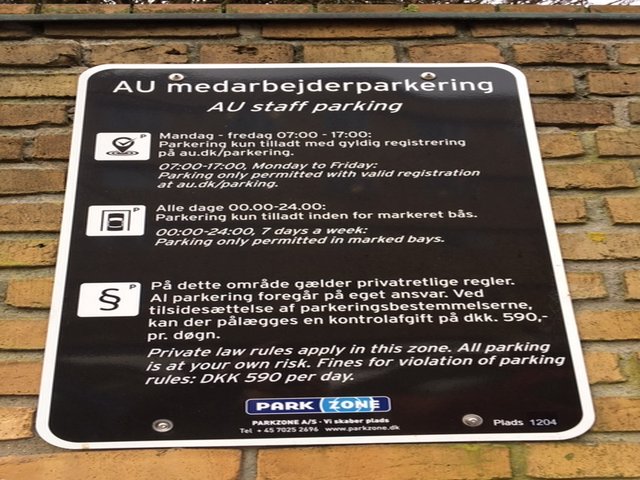 AU medarbejderparkering
AU staff parking
P
Mandag - fredag 07:00 - 17:00:
Parkering kun tilladt med gyldig registrering
på au.dk/parkering.
07:00-17:00, Monday to Friday:
Parking only permitted with valid registration
at au.dk/parking.
P
Alle dage 00.00-24.00:
Parkering kun tilladt inden for markeret bås.
00:00-24:00, 7 days a week:
Parking only permitted in marked bays.
P
§
På dette område gælder privatretlige regler.
Al parkering foregår på eget ansvar. Ved
tilsidesættelse af parkeringsbestemmelserne,
kan der pålægges en kontrolafgift på dkk. 590,-
pr. døgn.
Private law rules apply in this zone. All parking
is at your own risk. Fines for violation of parking
rules: DKK 590 per day.
PARK ZONE
PARKZONE A/S - Vi skaber plads
Tel + 45 7025 2696 www.parkzone.dk
Plads 1204